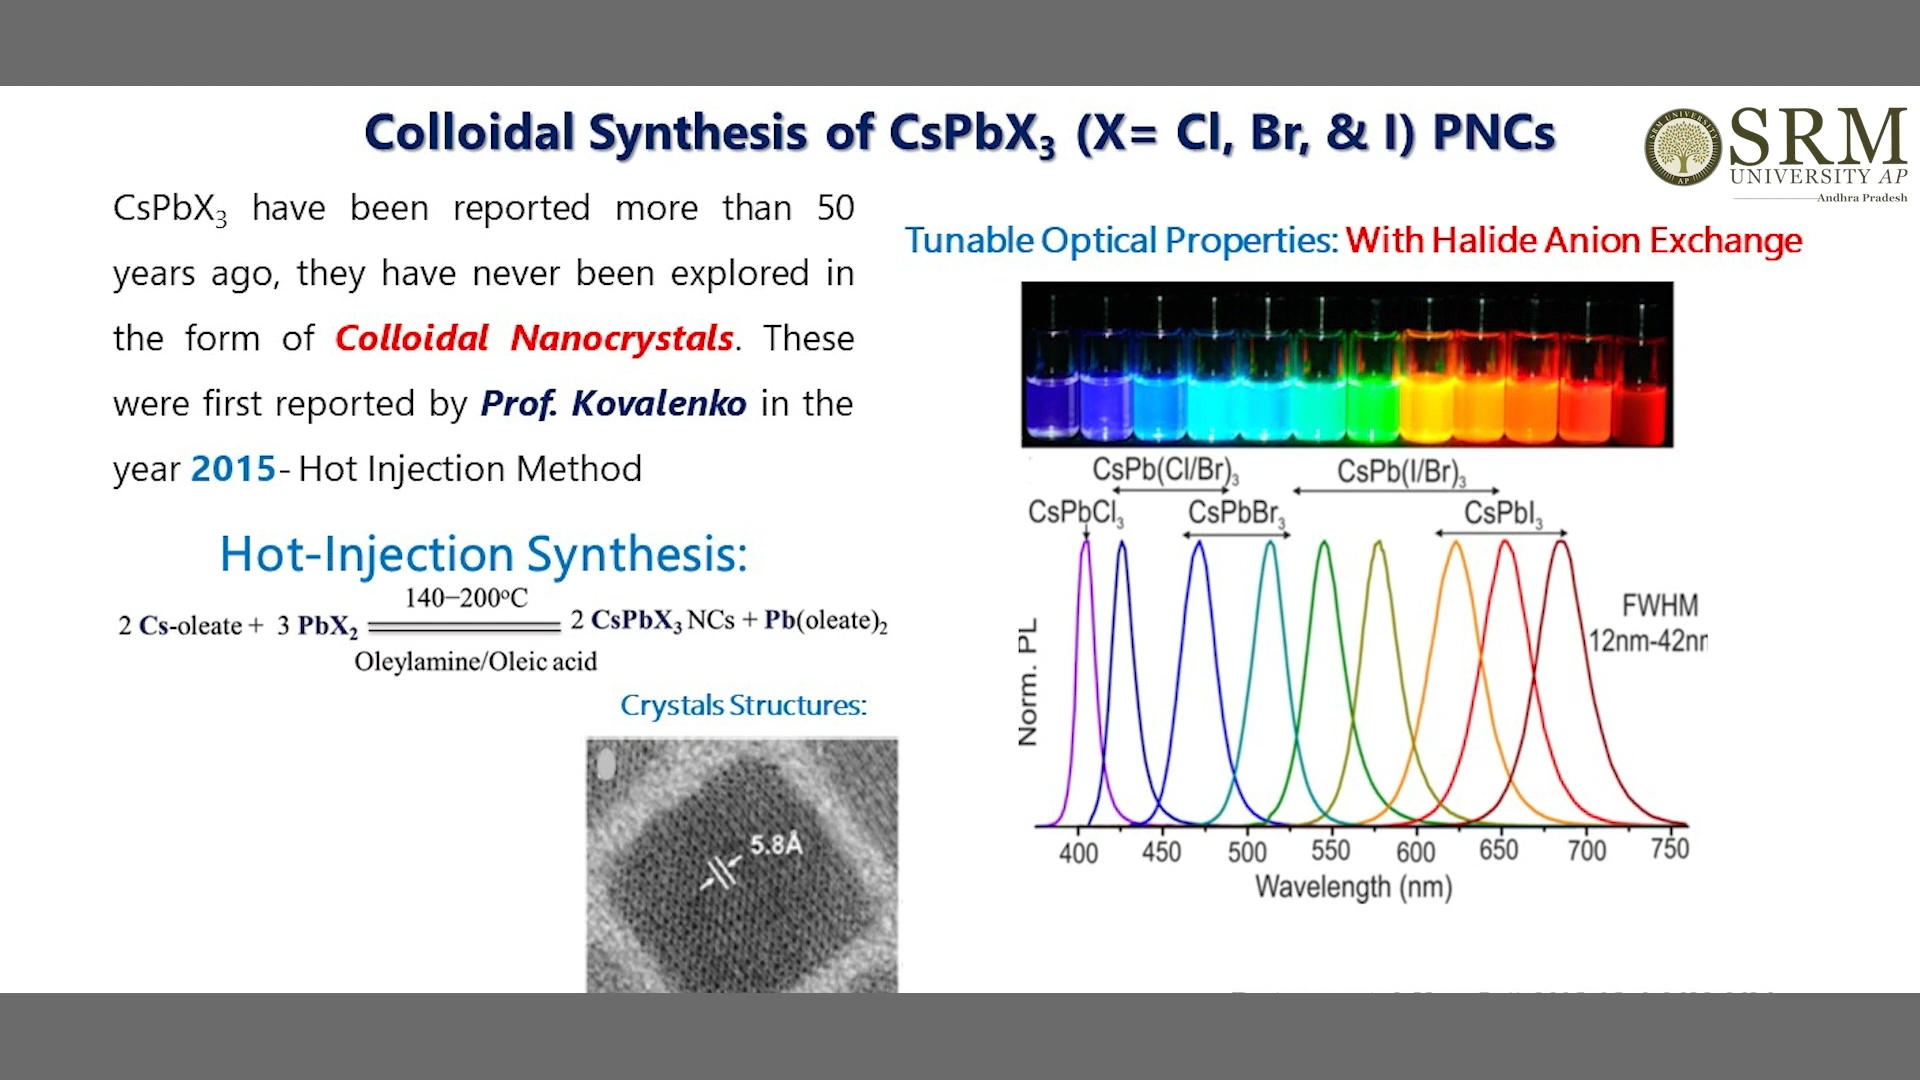 Colloidal Synthesis of CsPbX₃ (X= Cl, Br, & I) PNCs
SRM
UNIVERSITY AP
Andhra Pradesh
SRM UNIVERSITY
AP
CsPbX₃ have been reported more than 50
years ago, they have never been explored in
the form of Colloidal Nanocrystals. These
were first reported by Prof. Kovalenko in the
year 2015- Hot Injection Method
Hot-Injection Synthesis:
140–200°C
2 Cs-oleate + 3 PbX₂ 2 CsPbX₃ NCs + Pb(oleate)₂
Oleylamine/Oleic acid
Crystals Structures:
5.8Å
Tunable Optical Properties: With Halide Anion Exchange
CsPb(Cl/Br)₃ CsPb(I/Br)₃
CsPbCl₃ CsPbBr₃ CsPbI₃
FWHM
12nm-42nm
Norm. PL
400 450 500 550 600 650 700 750
Wavelength (nm)